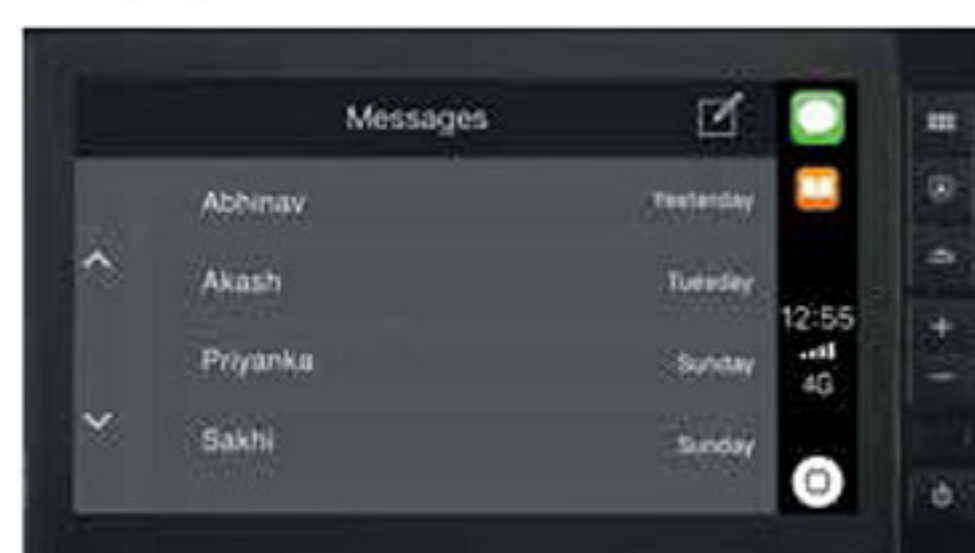 Messages
Abhinav Yesterday
Akash Tuesday
Priyanka Sunday
Sakhi Sunday
12:55
4G